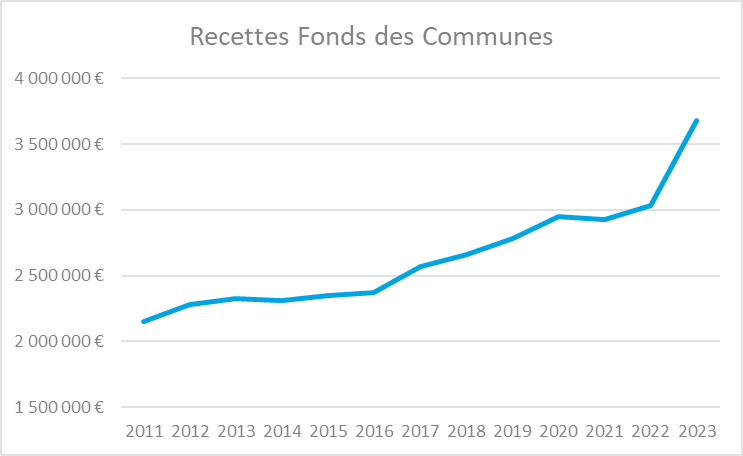 Recettes Fonds des Communes
4 000 000 €
3 500 000 €
3 000 000 €
2 500 000 €
2 000 000 €
1 500 000 €
2011 2012 2013 2014 2015 2016 2017 2018 2019 2020 2021 2022 2023